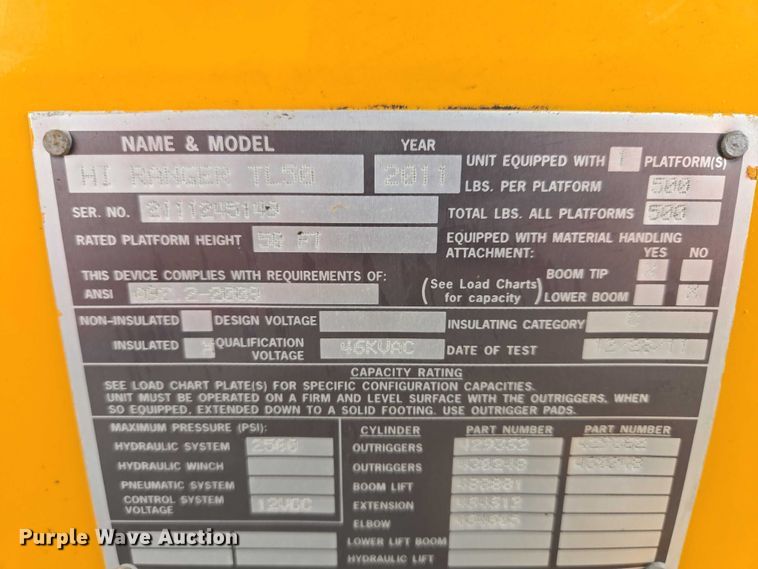 NAME & MODEL YEAR
UNIT EQUIPPED WITH 1 PLATFORM(S)
HI RANGER TL50 2011
LBS. PER PLATFORM 500
SER. NO. 2111245149
TOTAL LBS. ALL PLATFORMS 500
RATED PLATFORM HEIGHT 50 FT
EQUIPPED WITH MATERIAL HANDLING
ATTACHMENT: YES NO
THIS DEVICE COMPLIES WITH REQUIREMENTS OF:
(See Load Charts for capacity)
BOOM TIP X
ANSI
LOWER BOOM X
NON-INSULATED DESIGN VOLTAGE INSULATING CATEGORY C
INSULATED X QUALIFICATION VOLTAGE 46KVAC DATE OF TEST
CAPACITY RATING
SEE LOAD CHART PLATE(S) FOR SPECIFIC CONFIGURATION CAPACITIES.
UNIT MUST BE OPERATED ON A FIRM AND LEVEL SURFACE WITH THE OUTRIGGERS. WHEN
SO EQUIPPED, EXTENDED DOWN TO A SOLID FOOTING. USE OUTRIGGER PADS.
MAXIMUM PRESSURE (PSI): CYLINDER PART NUMBER PART NUMBER
HYDRAULIC SYSTEM 2500 OUTRIGGERS
HYDRAULIC WINCH OUTRIGGERS
PNEUMATIC SYSTEM BOOM LIFT
CONTROL SYSTEM VOLTAGE 12VDC EXTENSION
ELBOW
LOWER LIFT BOOM
HYDRAULIC LIFT
Purple Wave Auction